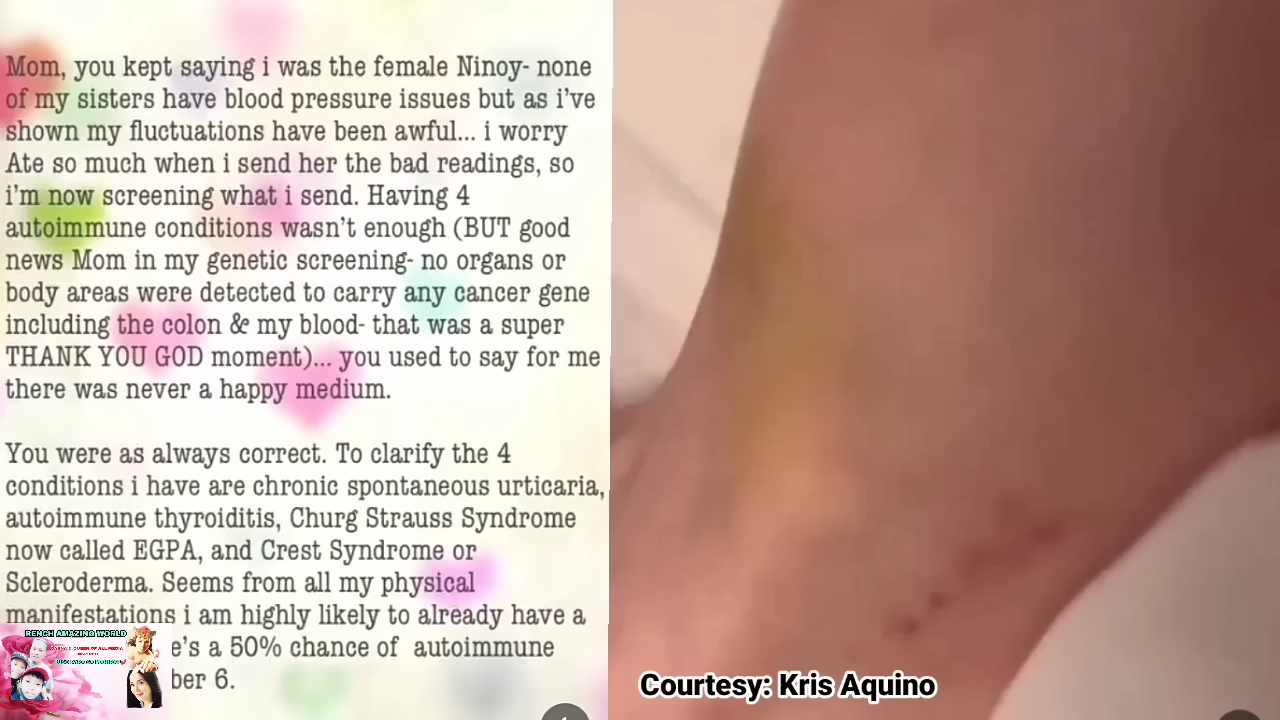 Mom, you kept saying i was the female Ninoy- none
of my sisters have blood pressure issues but as i've
shown my fluctuations have been awful... i worry
Ate so much when i send her the bad readings, so
i'm now screening what i send. Having 4
autoimmune conditions wasn't enough (BUT good
news Mom in my genetic screening- no organs or
body areas were detected to carry any cancer gene
including the colon & my blood- that was a super
THANK YOU GOD moment)... you used to say for me
there was never a happy medium.
You were as always correct. To clarify the 4
conditions i have are chronic spontaneous urticaria,
autoimmune thyroiditis, Churg Strauss Syndrome
now called EGPA, and Crest Syndrome or
Scleroderma. Seems from all my physical
manifestations i am highly likely to already have a
e's a 50% chance of autoimmune
ber 6.
RENCH AMAZING WORLD
QUEEN OF ALL MEDIA
Courtesy: Kris Aquino